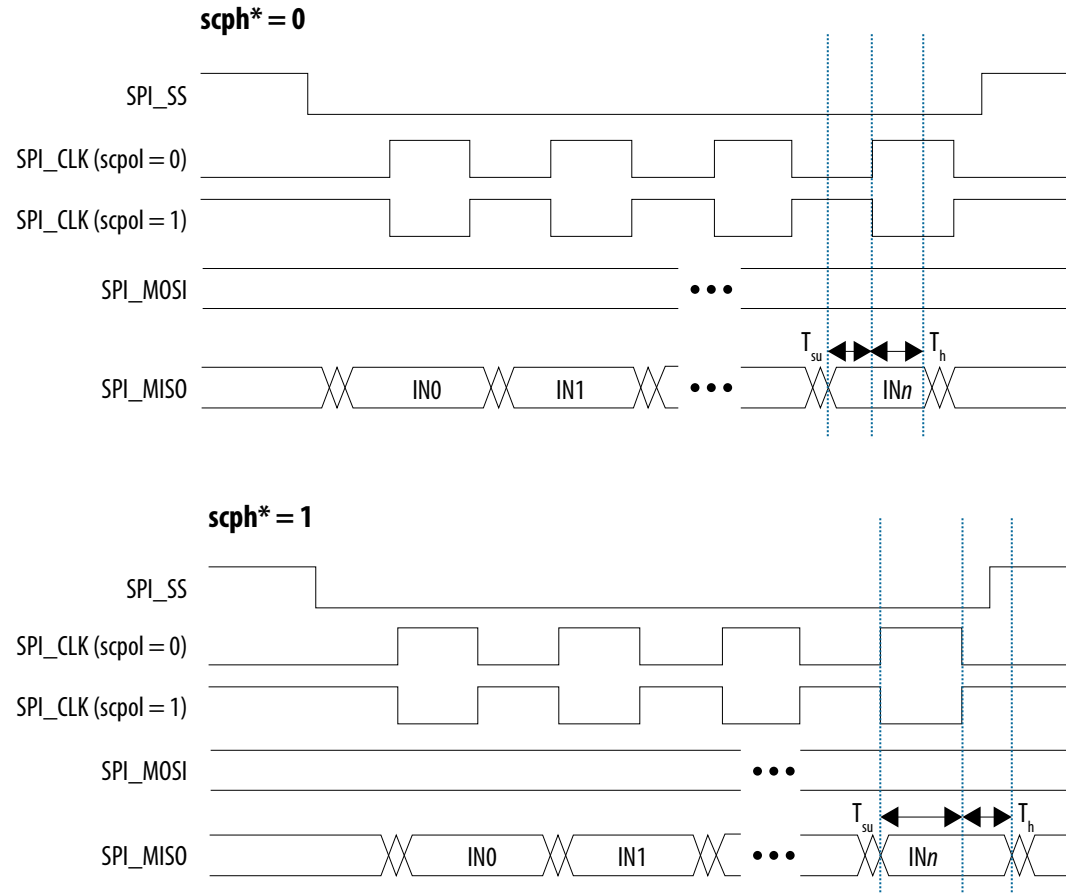 scph* = 0
SPI_SS
SPI_CLK (scpol = 0)
SPI_CLK (scpol = 1)
SPI_MOSI
•••
Tsu Th
SPI_MISO IN0 IN1 ••• INn
scph* = 1
SPI_SS
SPI_CLK (scpol = 0)
SPI_CLK (scpol = 1)
SPI_MOSI
•••
Tsu Th
SPI_MISO IN0 IN1 ••• INn